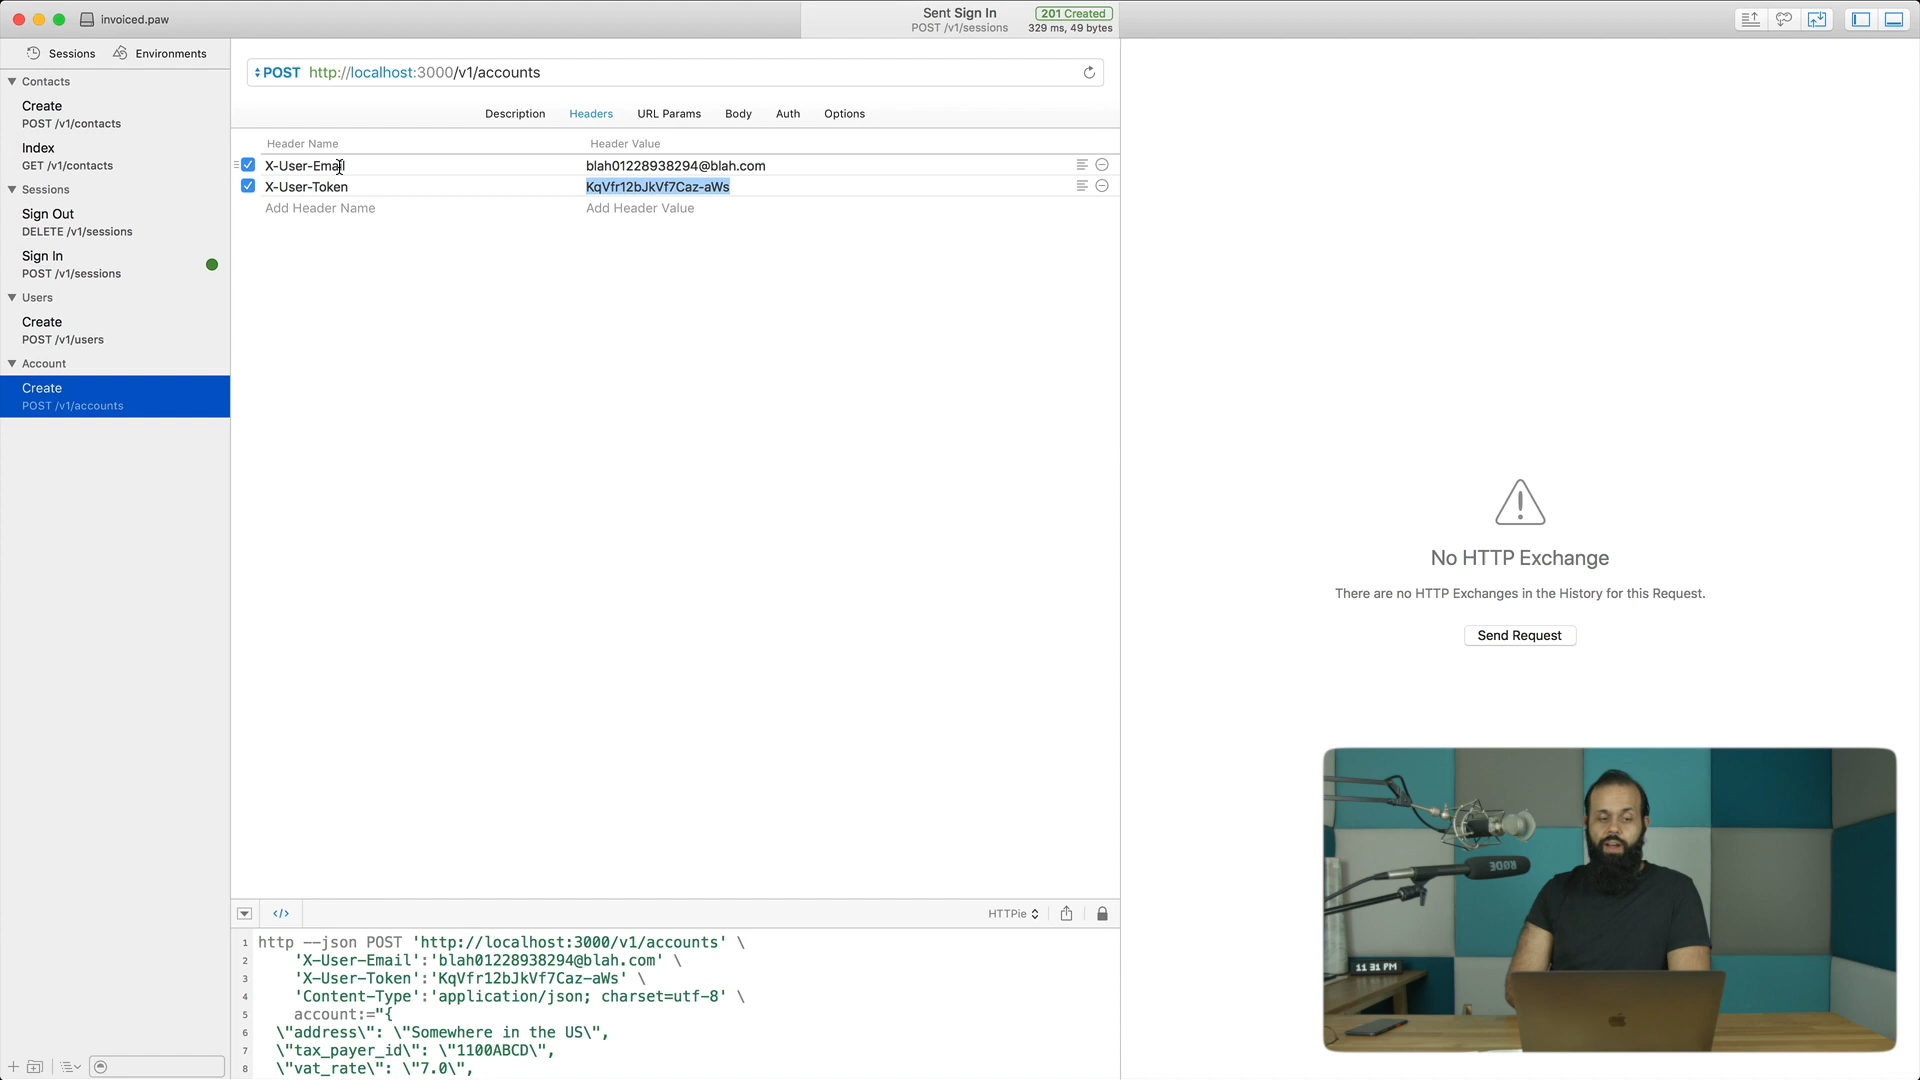 invoiced.paw
Sent Sign In
POST /v1/sessions
201 Created
329 ms, 49 bytes
Sessions
Environments
Contacts
Create
POST /v1/contacts
Index
GET /v1/contacts
Sessions
Sign Out
DELETE /v1/sessions
Sign In
POST /v1/sessions
Users
Create
POST /v1/users
Account
Create
POST /v1/accounts
POST http://localhost:3000/v1/accounts
Description Headers URL Params Body Auth Options
Header Name Header Value
X-User-Email blah01228938294@blah.com
X-User-Token KqVfr12bJkVf7Caz-aWs
Add Header Name Add Header Value
No HTTP Exchange
There are no HTTP Exchanges in the History for this Request.
Send Request
RØDE
11 31 PM
</> HTTPie
1 http --json POST 'http://localhost:3000/v1/accounts' \
2 'X-User-Email':'blah01228938294@blah.com' \
3 'X-User-Token':'KqVfr12bJkVf7Caz-aWs' \
4 'Content-Type':'application/json; charset=utf-8' \
5 account:="{
6 \"address\": \"Somewhere in the US\",
7 \"tax_payer_id\": \"1100ABCD\",
8 \"vat_rate\": \"7.0\",